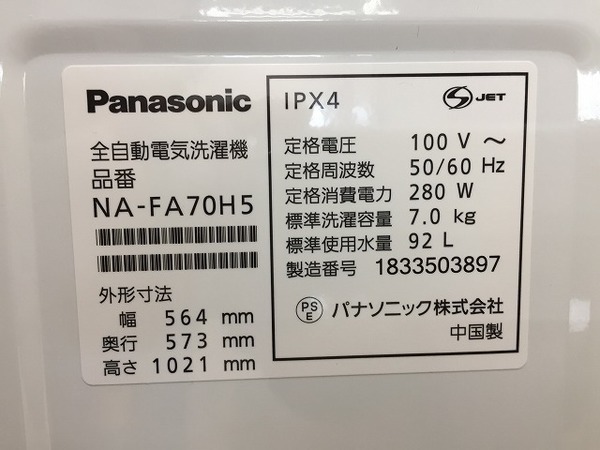 Panasonic
全自動電気洗濯機
品番
NA-FA70H5
外形寸法
幅 564 mm
奥行 573 mm
高さ 1021 mm
IPX4
S JET
定格電圧 100 V ～
定格周波数 50/60 Hz
定格消費電力 280 W
標準洗濯容量 7.0 kg
標準使用水量 92 L
製造番号 1833503897
PS
E
パナソニック株式会社
中国製